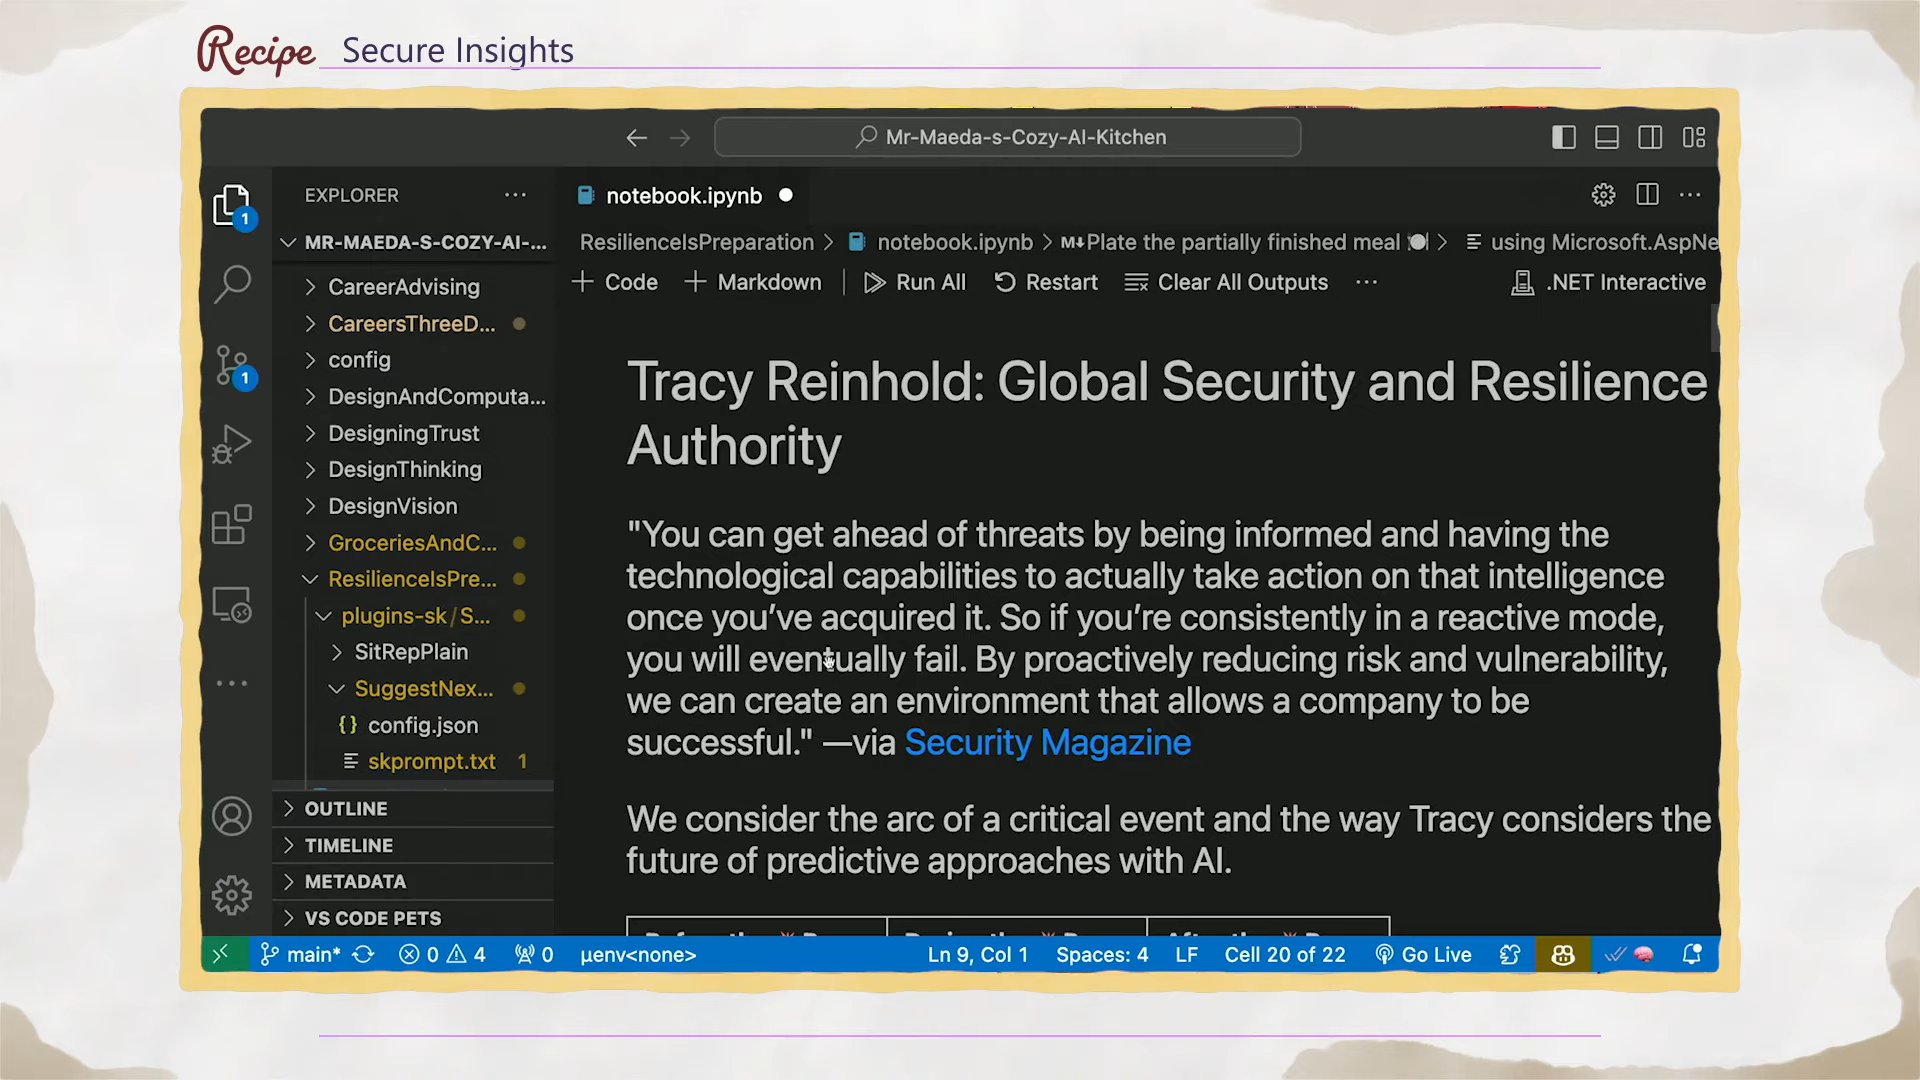 Recipe Secure Insights
Mr-Maeda-s-Cozy-AI-Kitchen
EXPLORER
notebook.ipynb
MR-MAEDA-S-COZY-AI-...
ResilienceIsPreparation > notebook.ipynb > Plate the partially finished meal > using Microsoft.AspNe
+ Code + Markdown Run All Restart Clear All Outputs ... .NET Interactive
CareerAdvising
CareersThreeD...
config
DesignAndComputa...
DesigningTrust
DesignThinking
DesignVision
GroceriesAndC...
ResilienceIsPre...
plugins-sk/S...
SitRepPlain
SuggestNex...
{} config.json
skprompt.txt 1
OUTLINE
TIMELINE
METADATA
VS CODE PETS
Tracy Reinhold: Global Security and Resilience
Authority
"You can get ahead of threats by being informed and having the
technological capabilities to actually take action on that intelligence
once you’ve acquired it. So if you’re consistently in a reactive mode,
you will eventually fail. By proactively reducing risk and vulnerability,
we can create an environment that allows a company to be
successful." —via Security Magazine
We consider the arc of a critical event and the way Tracy considers the
future of predictive approaches with AI.
1
1
main* 0 4 0 µenv<none> Ln 9, Col 1 Spaces: 4 LF Cell 20 of 22 Go Live